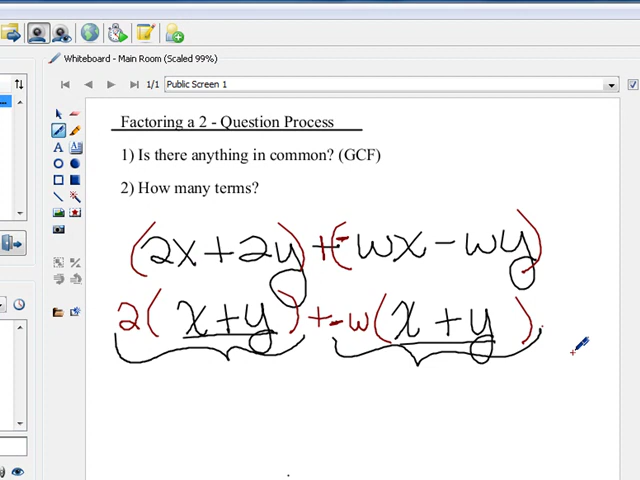 Whiteboard - Main Room (Scaled 99%)
1/1 Public Screen 1
Factoring a 2 - Question Process
1) Is there anything in common? (GCF)
2) How many terms?
(2x + 2y) + (-wx - wy)
2(x + y) + -w(x + y)